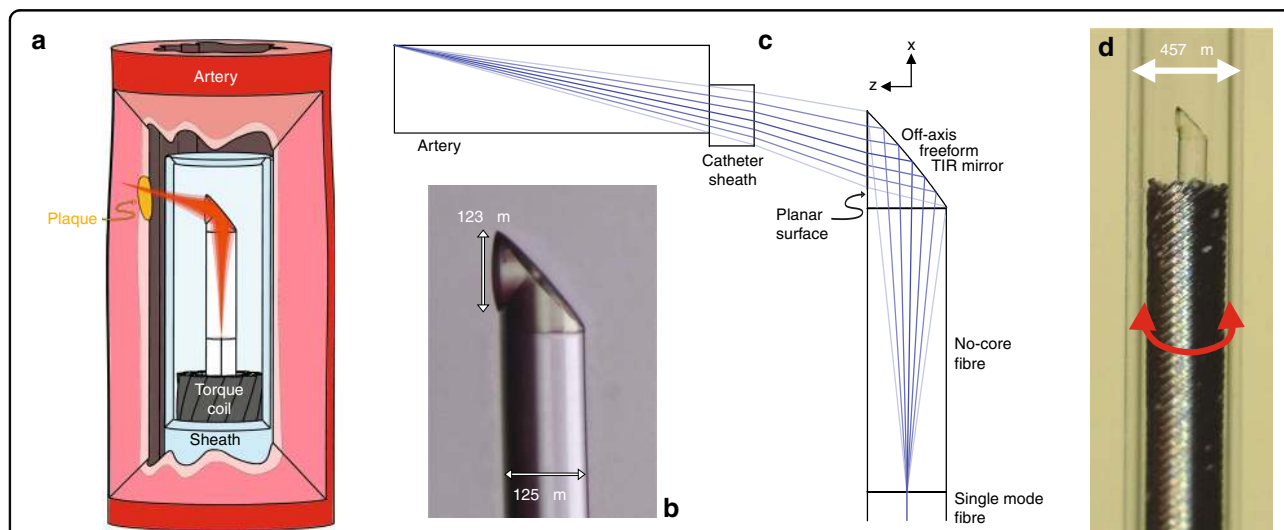 a
Artery
Plaque
Torque
coil
Sheath
Artery
Catheter
sheath
123 m
125 m
b
c
x
z
Off-axis
freeform
TIR mirror
Planar
surface
No-core
fibre
Single mode
fibre
d
457 m